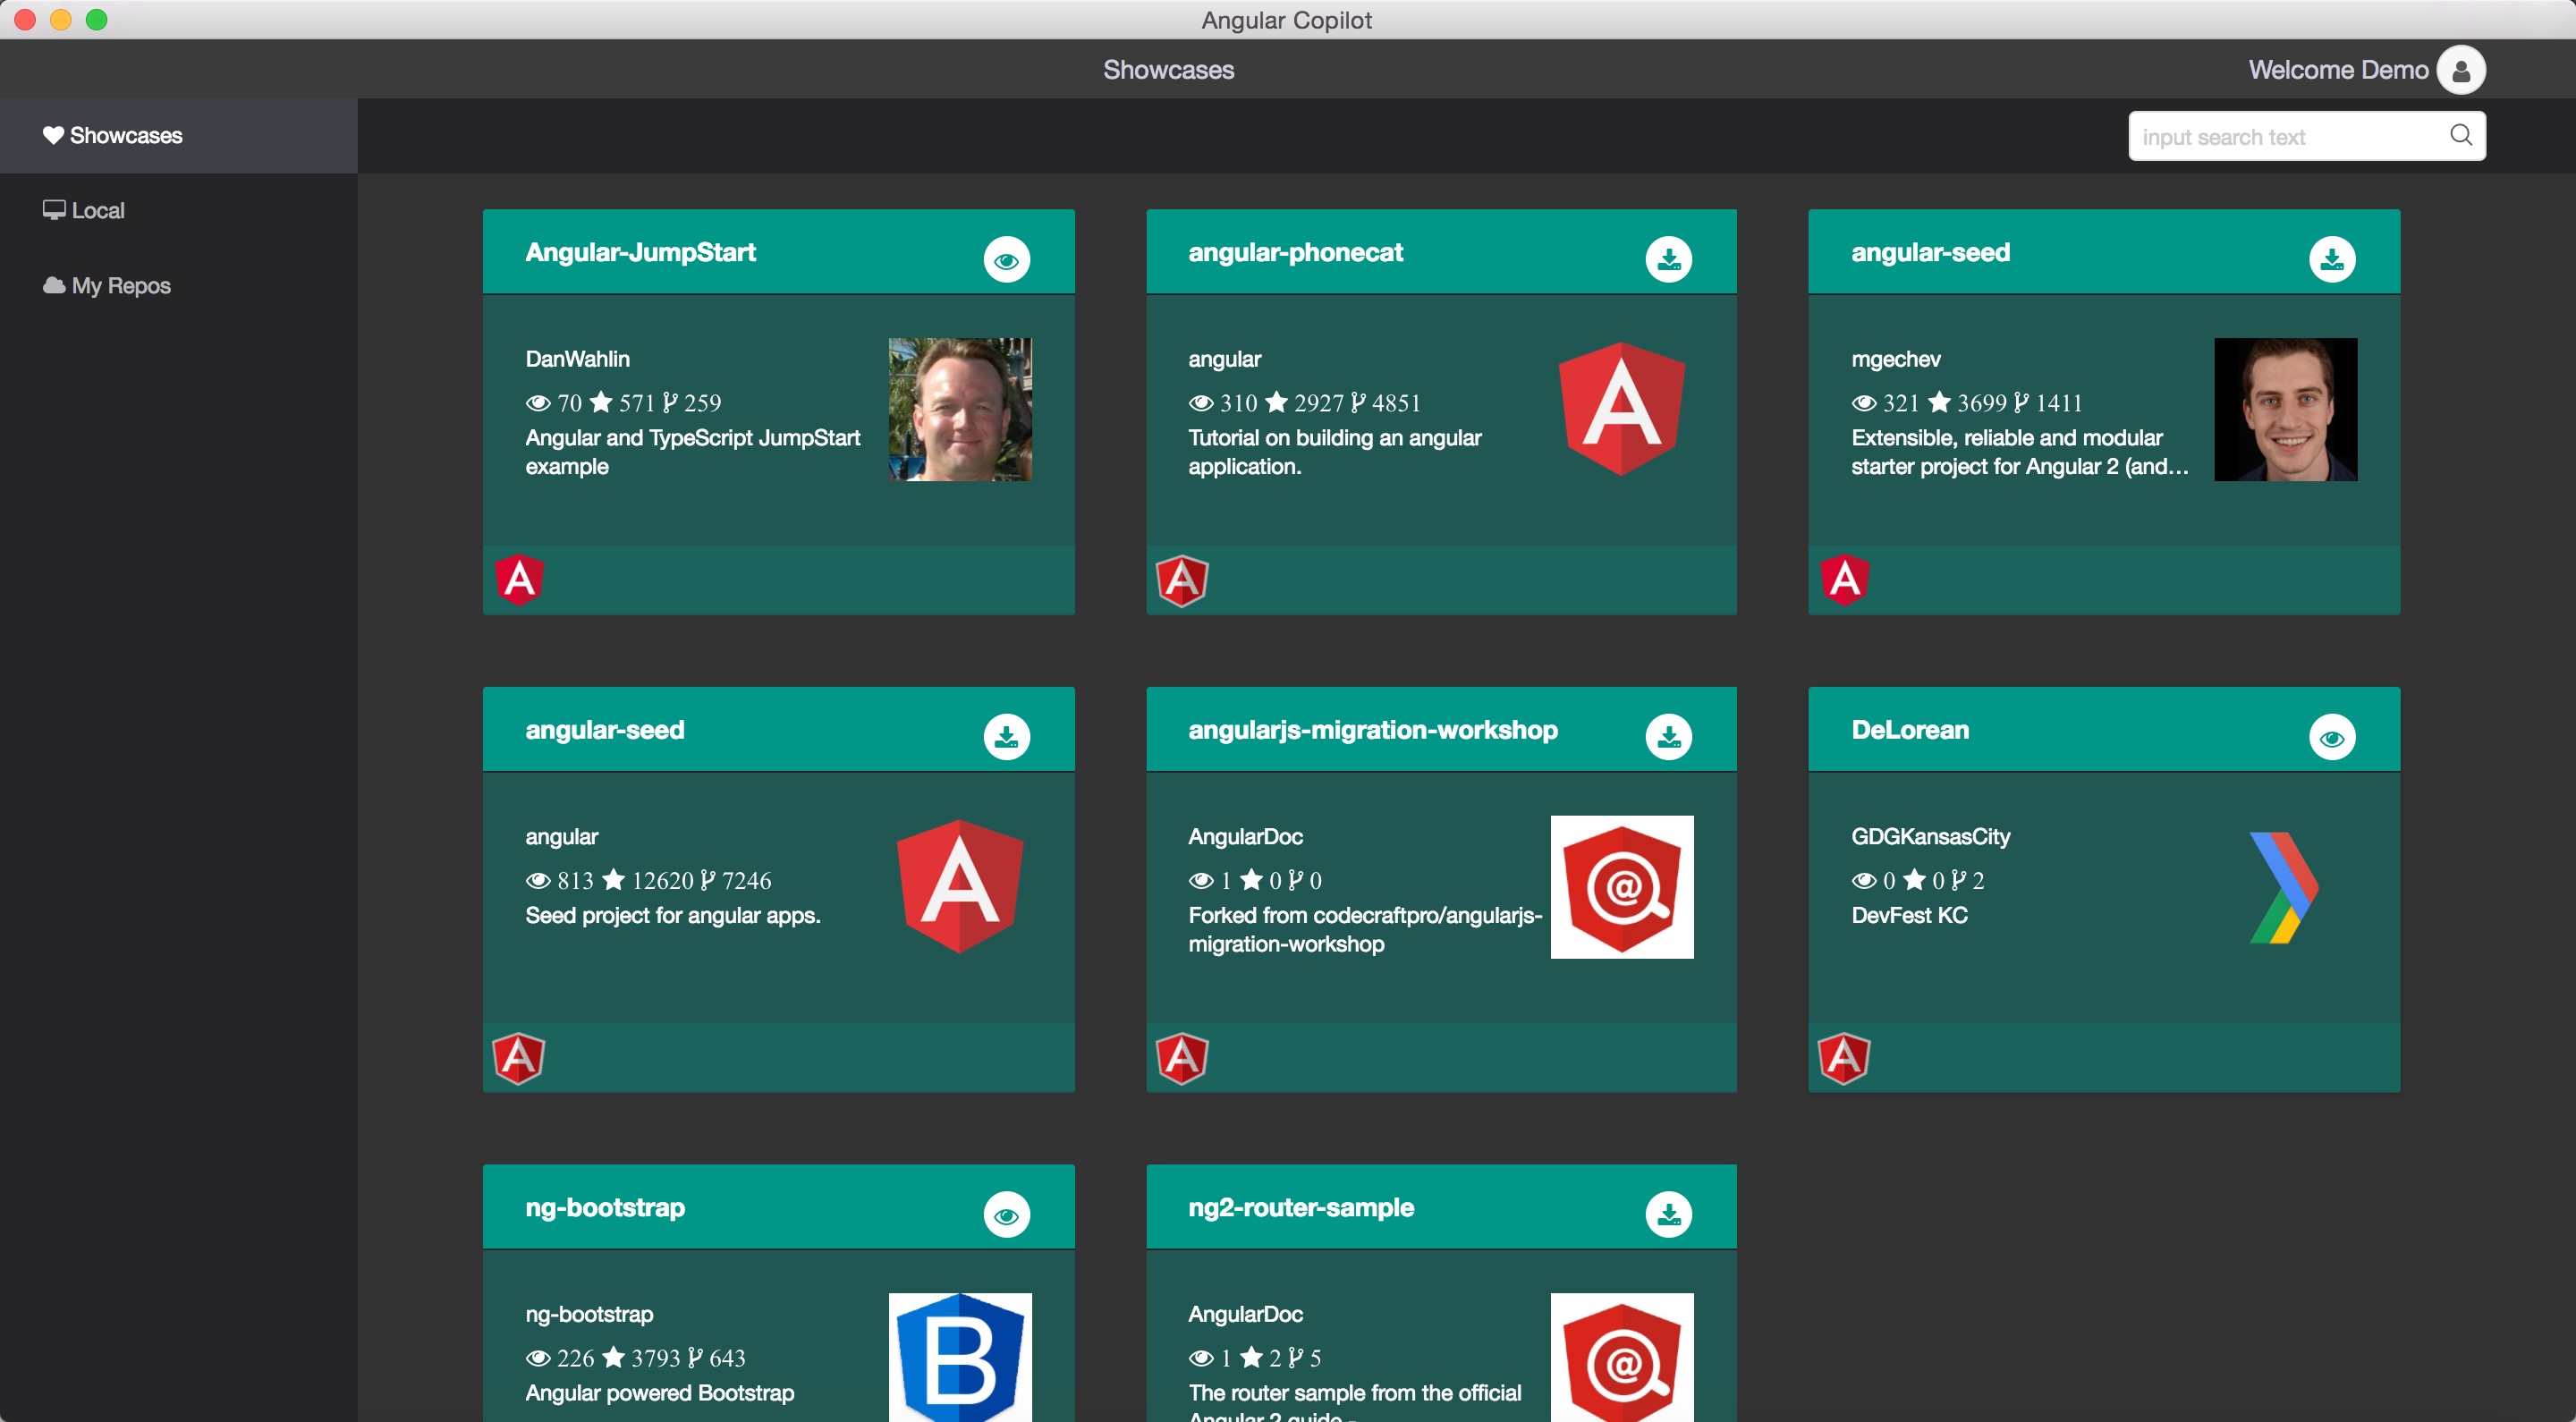 Angular Copilot
Showcases
Welcome Demo
Showcases
input search text
Local
My Repos
Angular-JumpStart
DanWahlin
70 571 259
Angular and TypeScript JumpStart
example
angular-phonecat
angular
310 2927 4851
Tutorial on building an angular
application.
angular-seed
mgechev
321 3699 1411
Extensible, reliable and modular
starter project for Angular 2 (and...
angular-seed
angular
813 12620 7246
Seed project for angular apps.
angularjs-migration-workshop
AngularDoc
1 0 0
Forked from codecraftpro/angularjs-
migration-workshop
DeLorean
GDGKansasCity
0 0 2
DevFest KC
ng-bootstrap
ng-bootstrap
226 3793 643
Angular powered Bootstrap
ng2-router-sample
AngularDoc
1 2 5
The router sample from the official
Angular 2 guide -